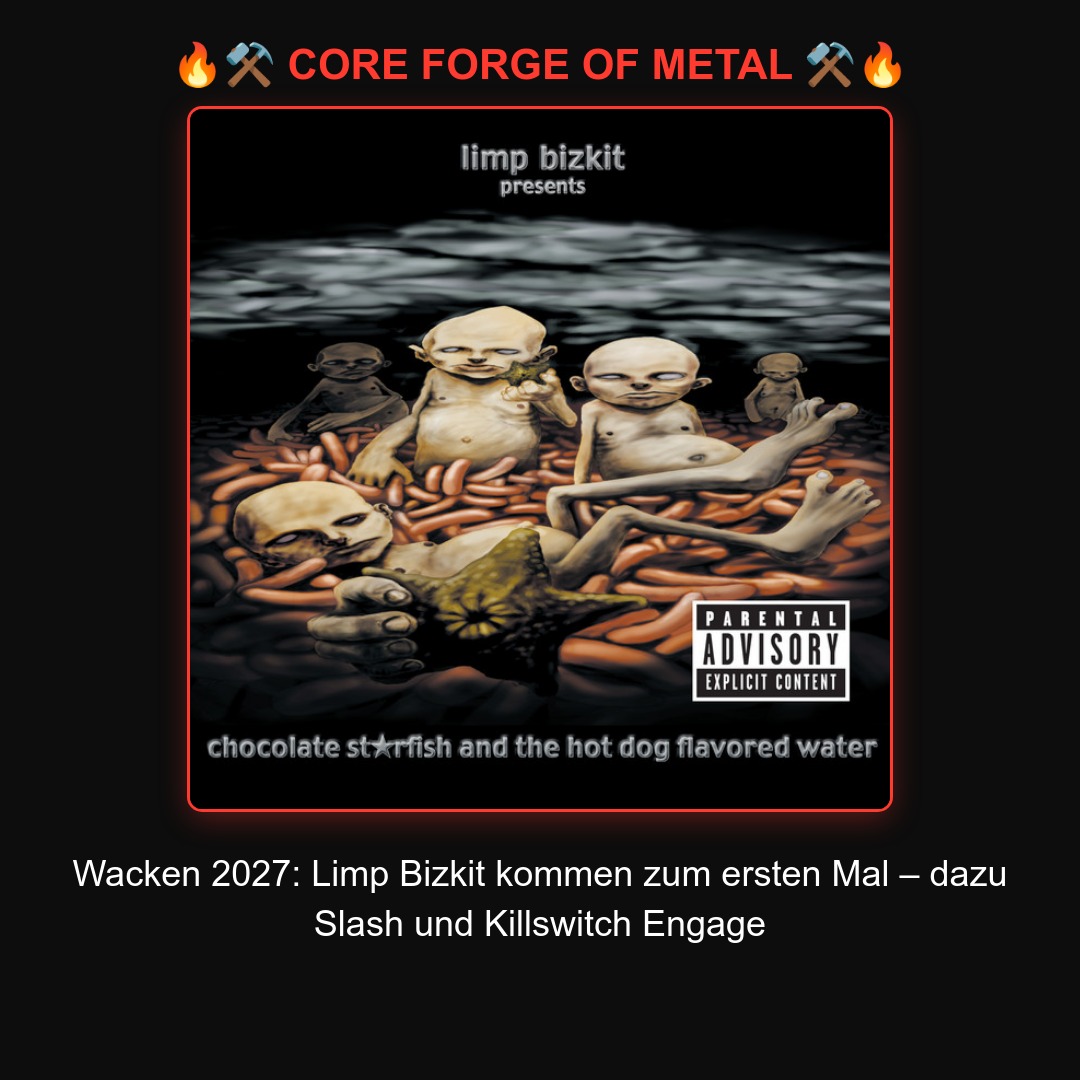 🔥⚒️ CORE FORGE OF METAL ⚒️🔥
limp bizkit
presents
PARENTAL
ADVISORY
EXPLICIT CONTENT
chocolate st★rfish and the hot dog flavored water
Wacken 2027: Limp Bizkit kommen zum ersten Mal – dazu
Slash und Killswitch Engage